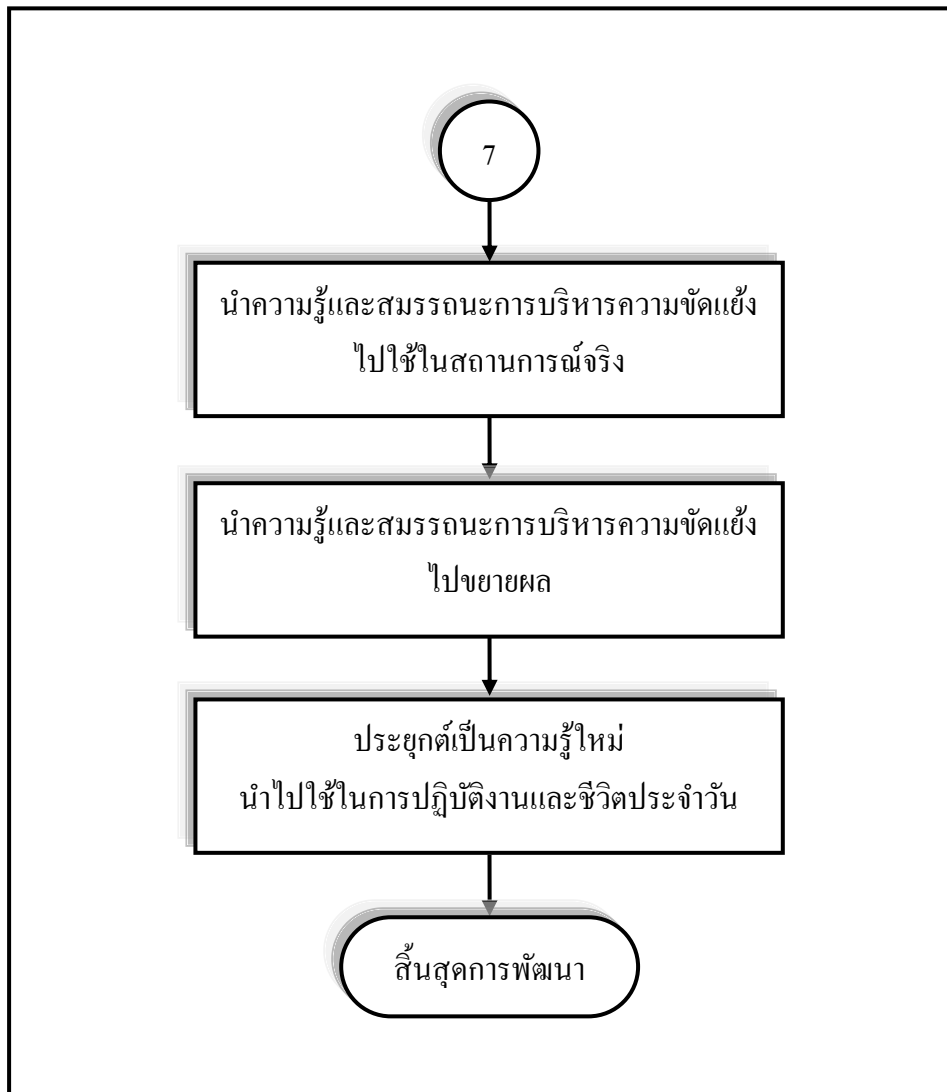 7
นำความรู้และสมรรถนะการบริหารความขัดแย้ง
ไปใช้ในสถานการณ์จริง
นำความรู้และสมรรถนะการบริหารความขัดแย้ง
ไปขยายผล
ประยุกต์เป็นความรู้ใหม่
นำไปใช้ในการปฏิบัติงานและชีวิตประจำวัน
สิ้นสุดการพัฒนา